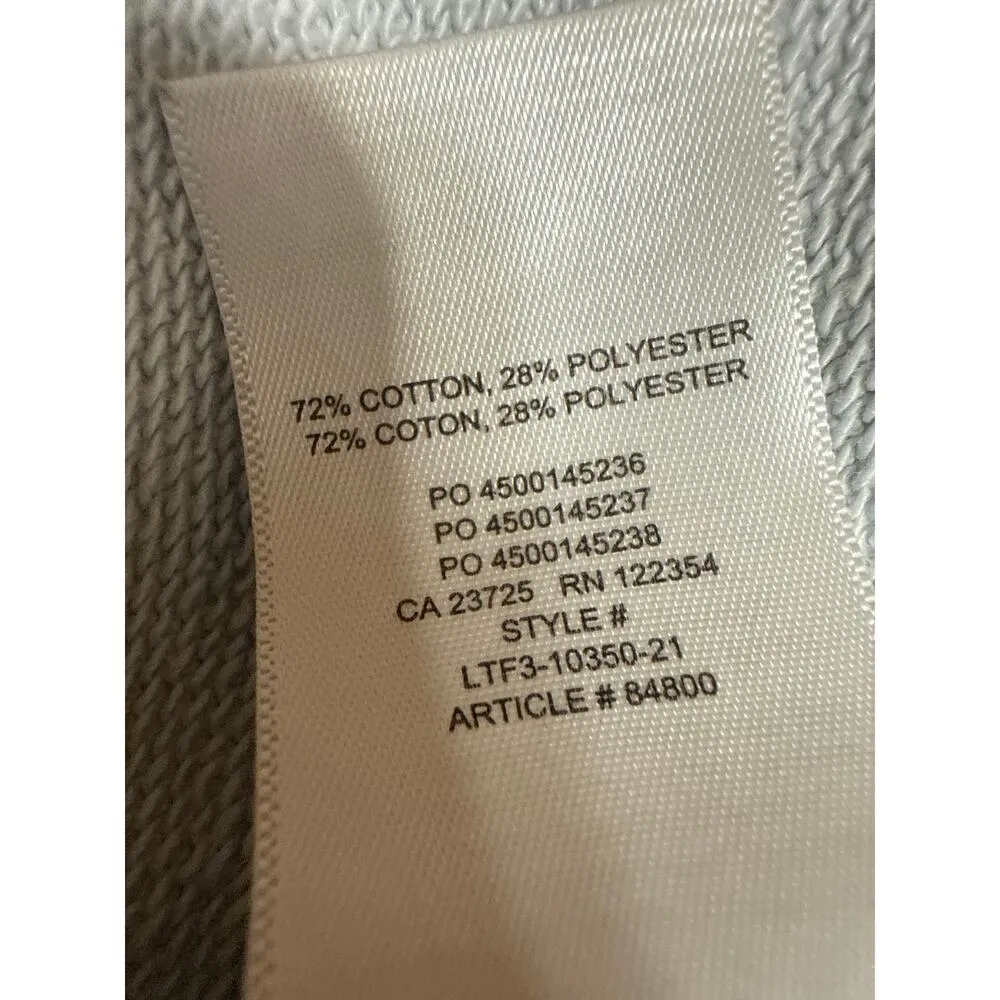 72% COTTON, 28% POLYESTER
72% COTON, 28% POLYESTER
PO 4500145236
PO 4500145237
PO 4500145238
CA 23725 RN 122354
STYLE #
LTF3-10350-21
ARTICLE # 84800